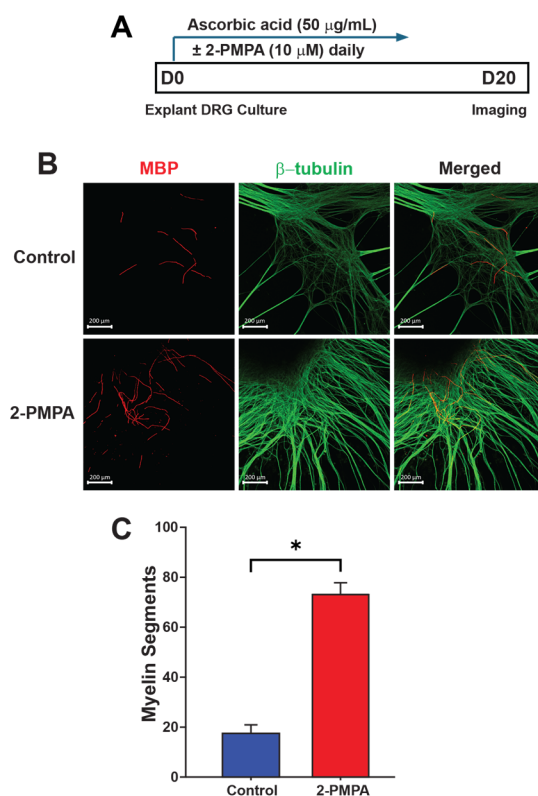 A
Ascorbic acid (50 μg/mL)
± 2-PMPA (10 μM) daily
D0 D20
Explant DRG Culture Imaging
B
MBP β–tubulin Merged
Control
200 μm 200 μm 200 μm
2-PMPA
200 μm 200 μm 200 μm
C
100
*
80
60
40
20
0
Myelin Segments
Control 2-PMPA